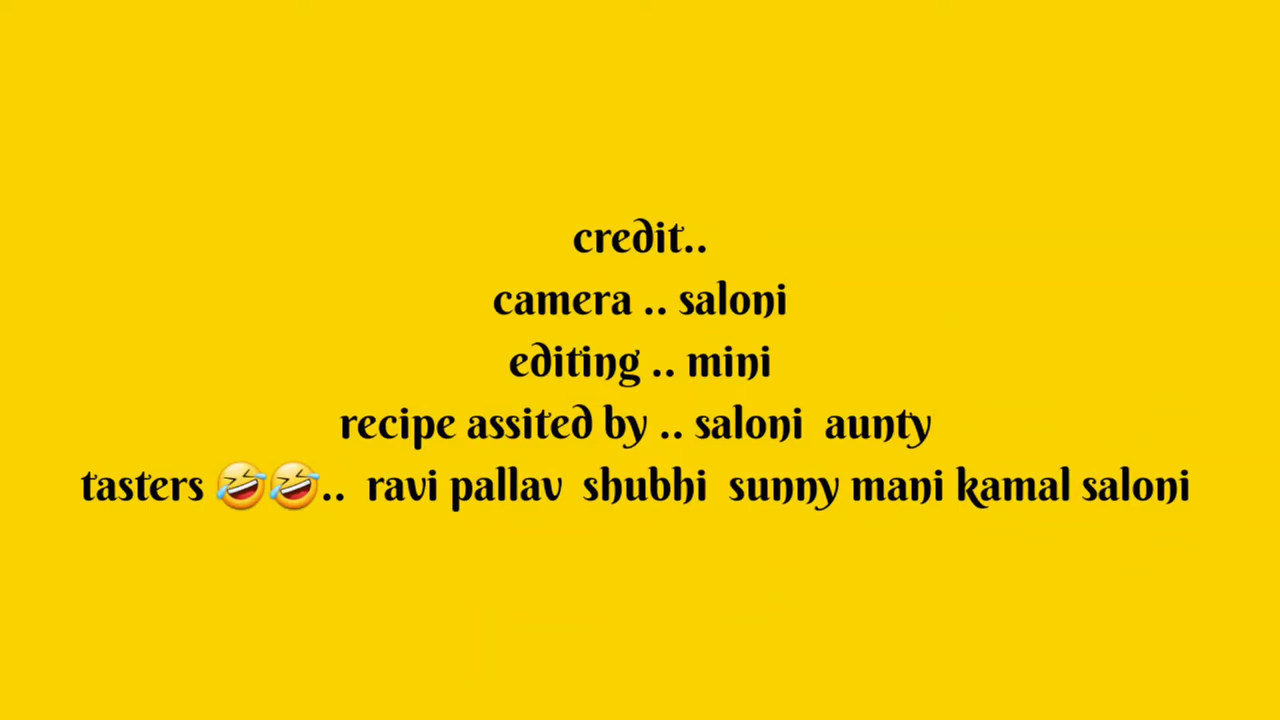 credit..
camera .. saloni
editing .. mini
recipe assited by .. saloni  aunty
tasters 🤣🤣..  ravi pallav  shubhi  sunny mani kamal saloni